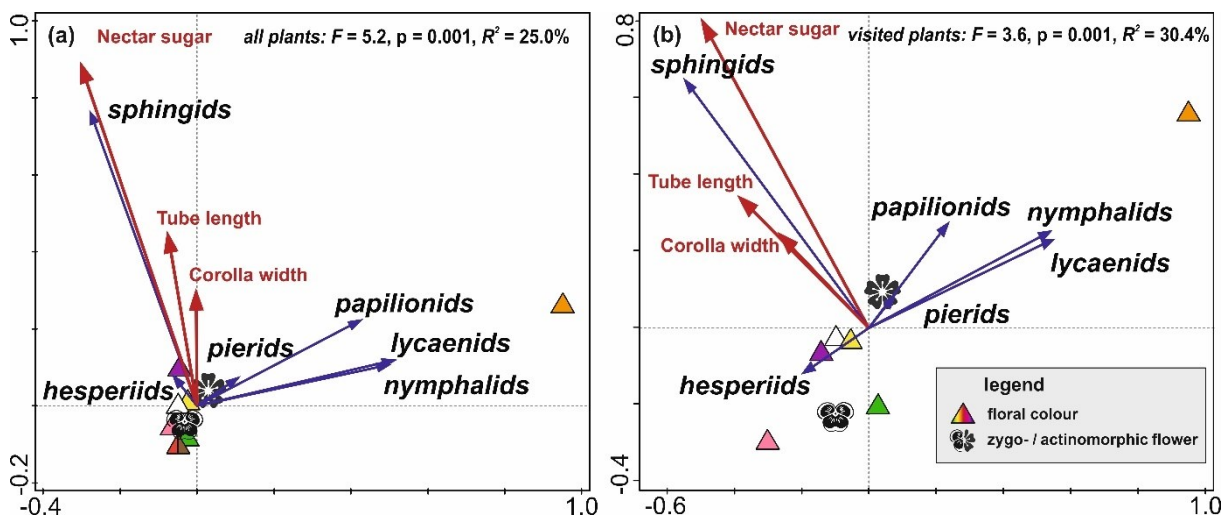 (a)
all plants: F = 5.2, p = 0.001, R² = 25.0%
Nectar sugar
sphingids
Tube length
Corolla width
papilionids
pierids
lycaenids
hesperiids
nymphalids
1.0
-0.2
-0.4
1.0
(b)
visited plants: F = 3.6, p = 0.001, R² = 30.4%
Nectar sugar
sphingids
Tube length
papilionids
nymphalids
Corolla width
lycaenids
pierids
hesperiids
legend
floral colour
zygo- / actinomorphic flower
0.8
-0.4
-0.6
1.0